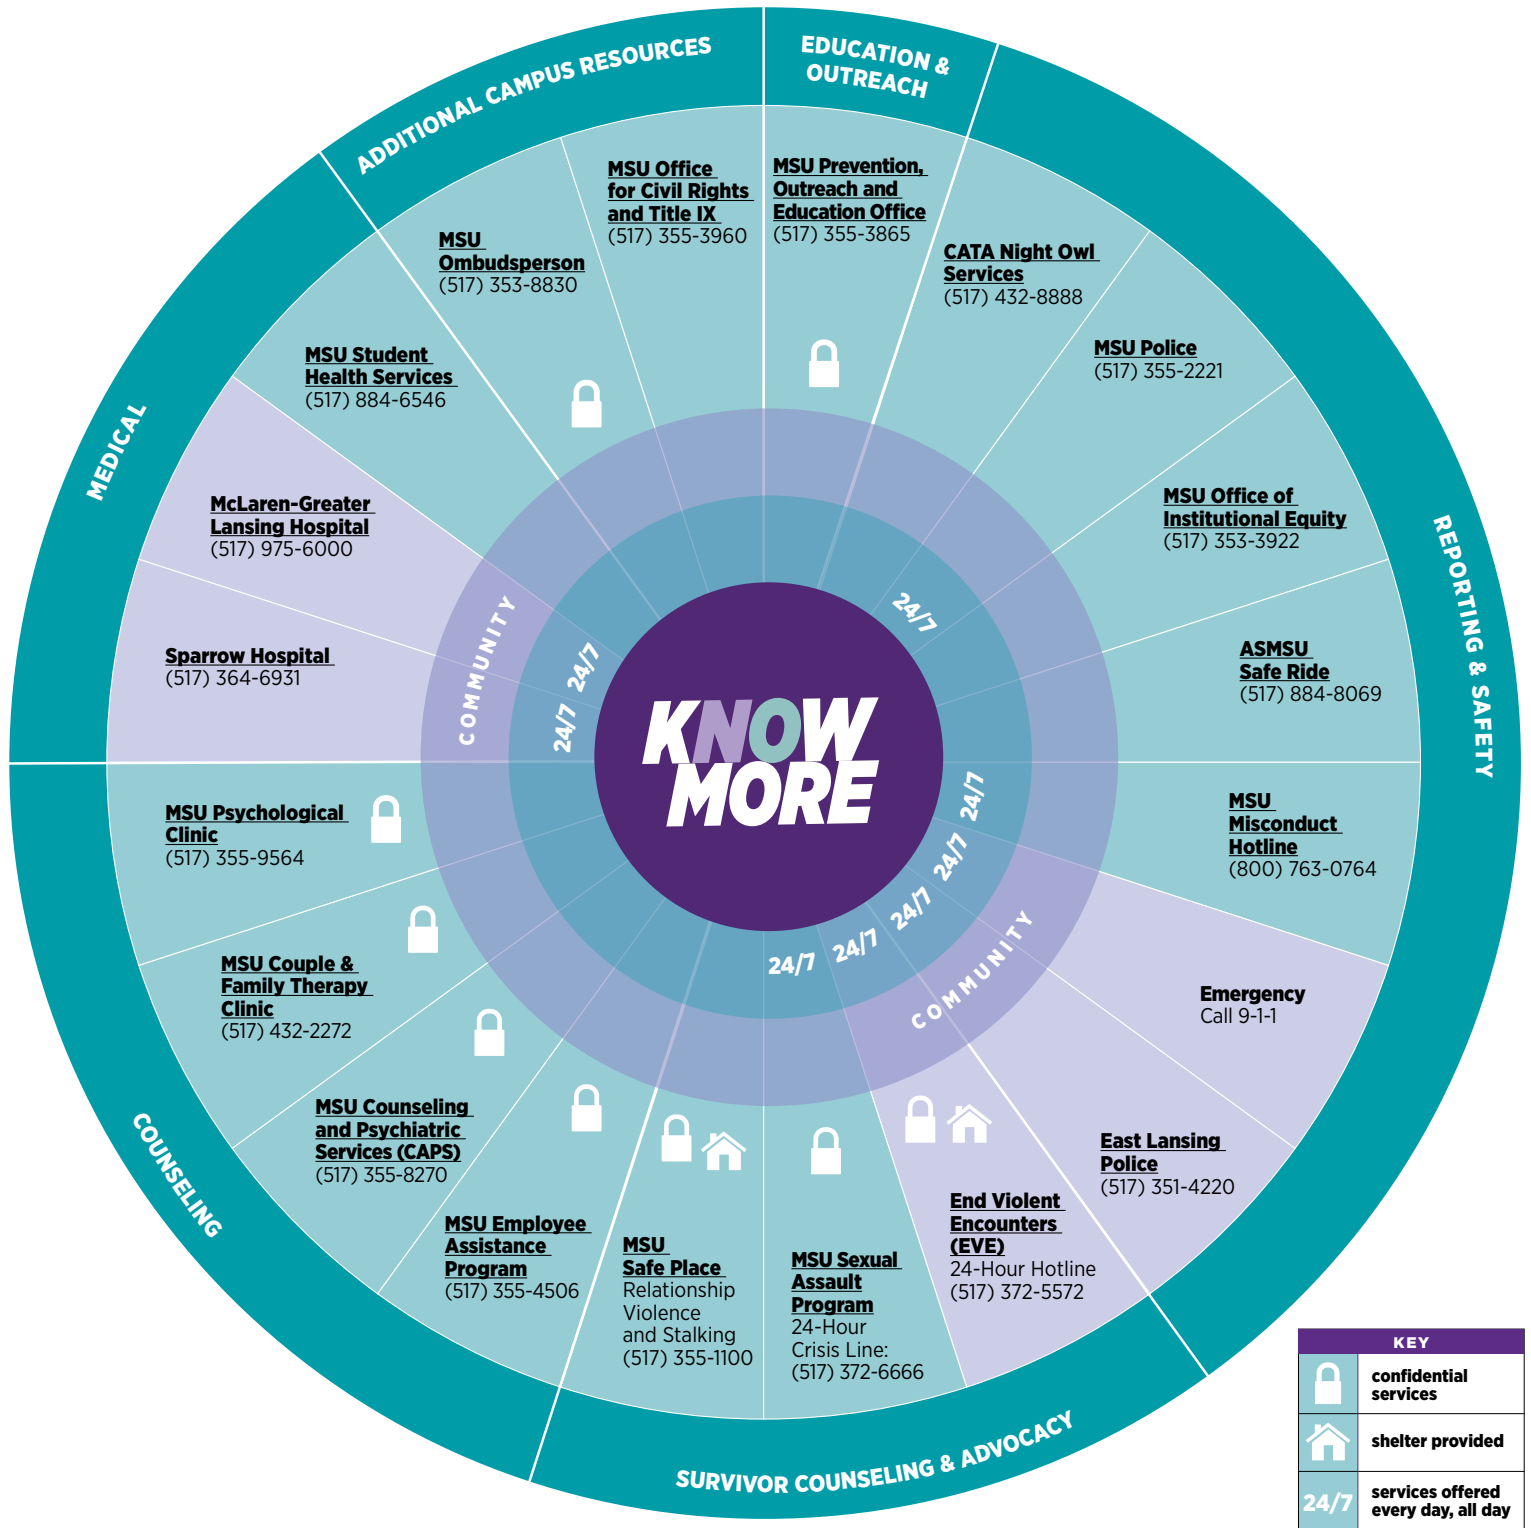 ADDITIONAL CAMPUS RESOURCES
EDUCATION &
OUTREACH
REPORTING & SAFETY
SURVIVOR COUNSELING & ADVOCACY
COUNSELING
MEDICAL
MSU Office
for Civil Rights
and Title IX
(517) 355-3960
MSU Prevention,
Outreach and
Education Office
(517) 355-3865
CATA Night Owl
Services
(517) 432-8888
MSU Police
(517) 355-2221
MSU Office of
Institutional Equity
(517) 353-3922
ASMSU
Safe Ride
(517) 884-8069
MSU
Misconduct
Hotline
(800) 763-0764
Emergency
Call 9-1-1
East Lansing
Police
(517) 351-4220
End Violent
Encounters
(EVE)
24-Hour Hotline
(517) 372-5572
MSU Sexual
Assault
Program
24-Hour
Crisis Line:
(517) 372-6666
MSU
Safe Place
Relationship
Violence
and Stalking
(517) 355-1100
MSU Employee
Assistance
Program
(517) 355-4506
MSU Counseling
and Psychiatric
Services (CAPS)
(517) 355-8270
MSU Couple &
Family Therapy
Clinic
(517) 432-2272
MSU Psychological
Clinic
(517) 355-9564
Sparrow Hospital
(517) 364-6931
McLaren-Greater
Lansing Hospital
(517) 975-6000
MSU Student
Health Services
(517) 884-6546
MSU
Ombudsperson
(517) 353-8830
COMMUNITY
COMMUNITY
24/7
24/7
24/7
24/7
24/7
24/7
24/7
24/7
KNOW
MORE
KEY
confidential
services
shelter provided
24/7
services offered
every day, all day